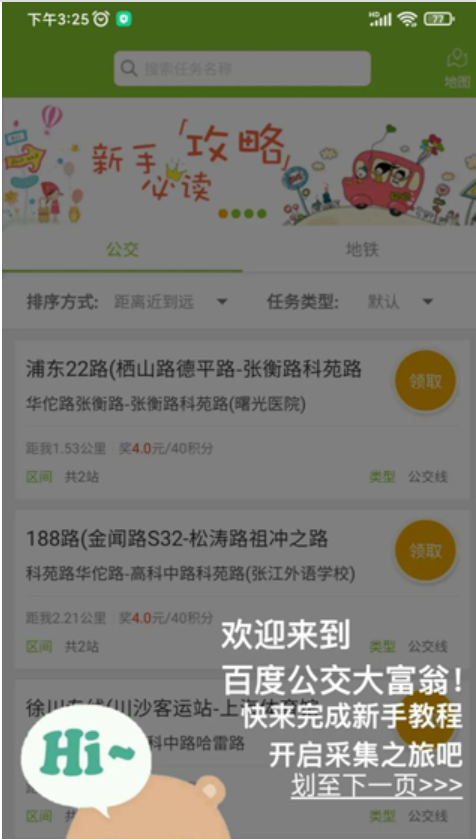 下午3:25
HD
77
搜索任务名称
地图
新手攻略
必读
公交
地铁
排序方式:
距离近到远
任务类型:
默认
浦东22路(栖山路德平路-张衡路科苑路
华佗路张衡路-张衡路科苑路(曙光医院)
领取
距我1.53公里 奖4.0元/40积分
区间 共2站
类型 公交线
188路(金闻路S32-松涛路祖冲之路
科苑路华佗路-高科中路科苑路(张江外语学校)
领取
距我2.21公里 奖4.0元/40积分
区间 共2站
类型 公交线
欢迎来到
百度公交大富翁!
快来完成新手教程
开启采集之旅吧
划至下一页>>>
徐川专线(川沙客运站-上海体育馆
科中路哈雷路
Hi~
区间
类型 公交线